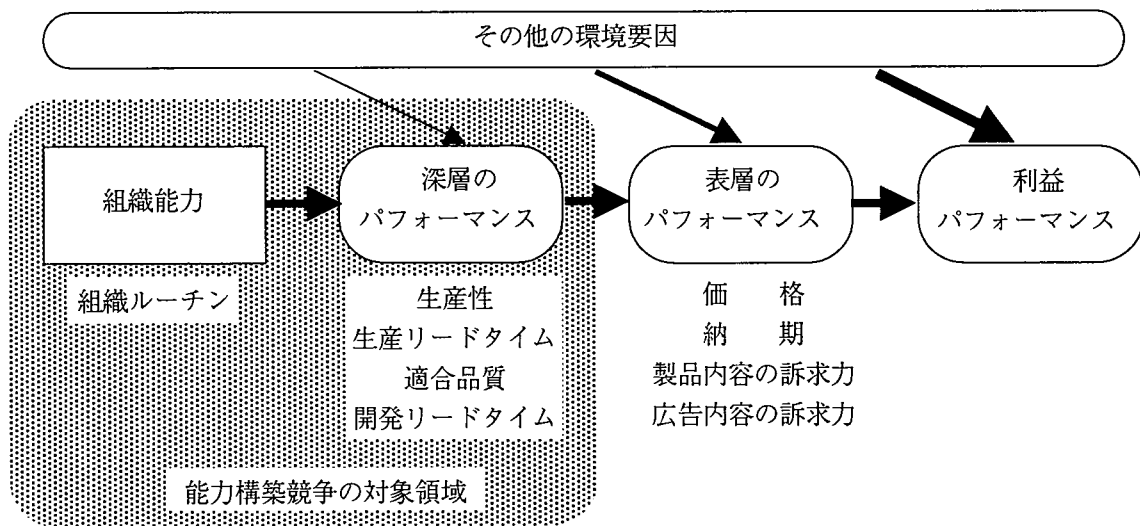 その他の環境要因
組織能力
深層の
パフォーマンス
表層の
パフォーマンス
利益
パフォーマンス
組織ルーチン
生産性
生産リードタイム
適合品質
開発リードタイム
価　格
納　期
製品内容の訴求力
広告内容の訴求力
能力構築競争の対象領域